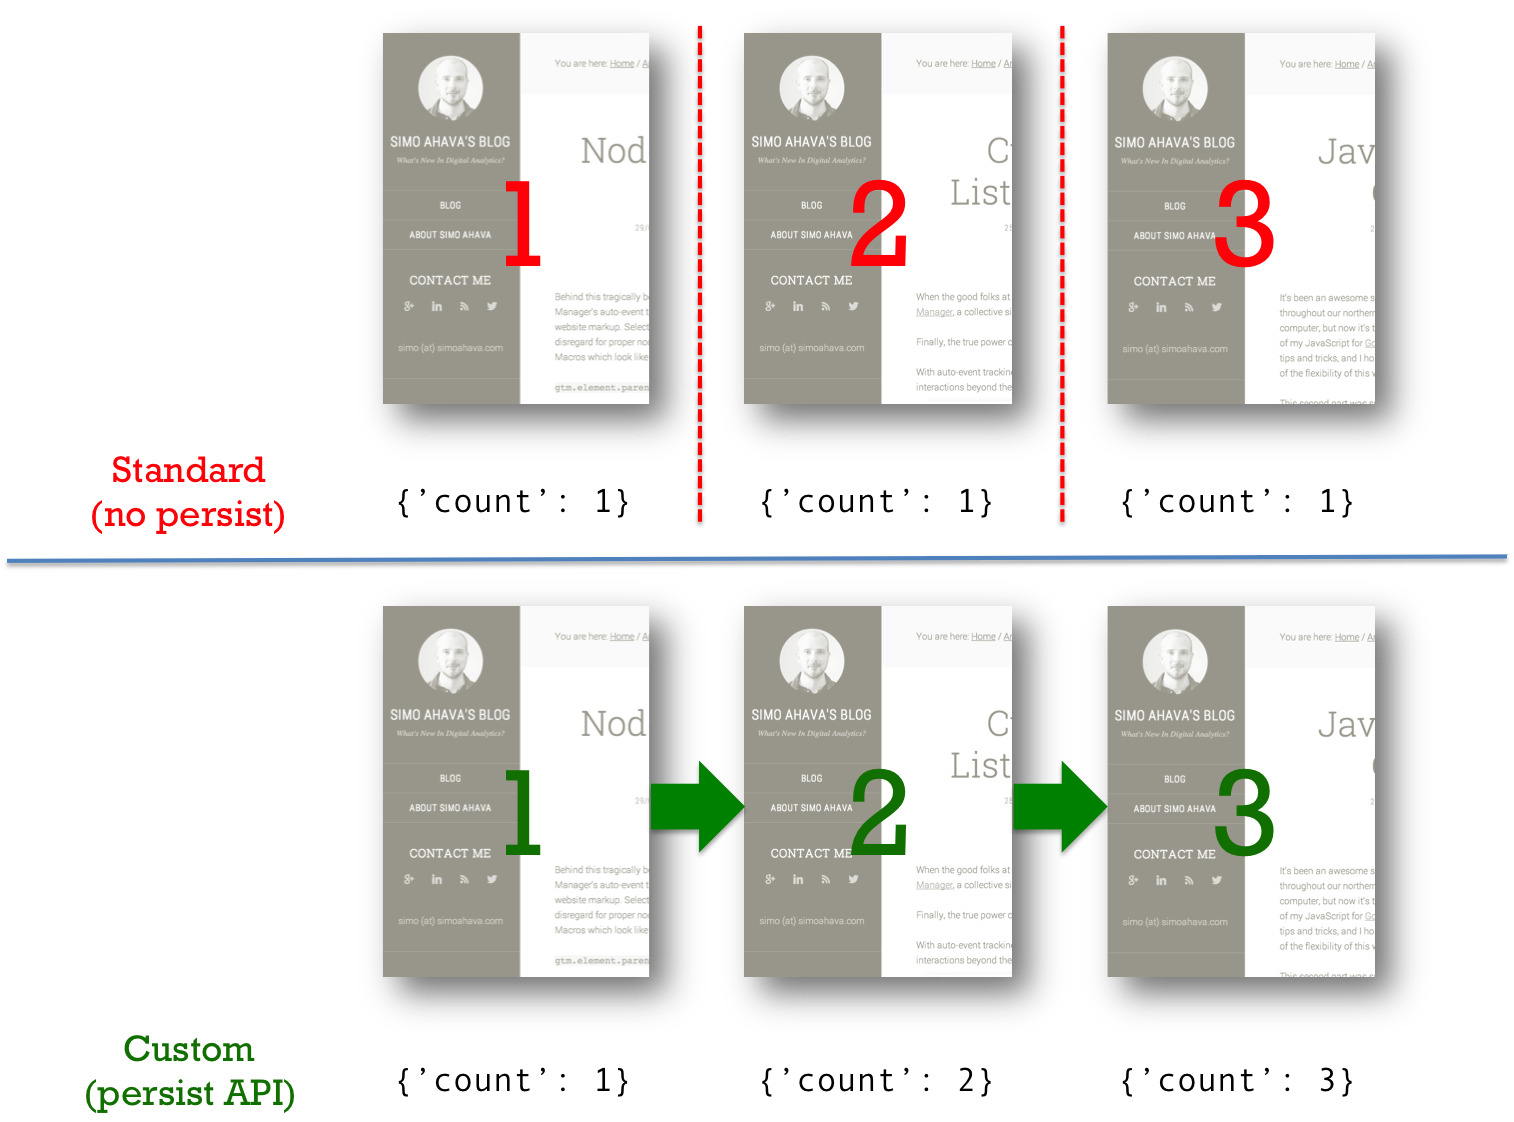 You are here: Home /
SIMO AHAVA'S BLOG
What's New In Digital Analytics?
Nod
BLOG
ABOUT SIMO AHAVA
CONTACT ME
simo (at) simoahava.com
29/
Behind this tragically b
Manager's auto-event t
website markup. Select
disregard for proper no
Macros which look like
gtm.element.paren
1
You are here: Home / A
SIMO AHAVA'S BLOG
What's New In Digital Analytics?
C
List
BLOG
ABOUT SIMO AHAVA
CONTACT ME
simo (at) simoahava.com
When the good folks at
Manager, a collective si
Finally, the true power o
With auto-event trackin
interactions beyond the
2
You are here: Home / A
SIMO AHAVA'S BLOG
What's New In Digital Analytics?
Jav
BLOG
ABOUT SIMO AHAVA
CONTACT ME
simo (at) simoahava.com
It's been an awesome s
throughout our northern
computer, but now it's t
of my JavaScript for Go
tips and tricks, and I ho
of the flexibility of this v
This second part was s
3
Standard
(no persist)
{'count': 1}
{'count': 1}
{'count': 1}
You are here: Home /
SIMO AHAVA'S BLOG
What's New In Digital Analytics?
Nod
BLOG
ABOUT SIMO AHAVA
CONTACT ME
simo (at) simoahava.com
29/
Behind this tragically b
Manager's auto-event t
website markup. Select
disregard for proper no
Macros which look like
gtm.element.paren
1
You are here: Home / A
SIMO AHAVA'S BLOG
What's New In Digital Analytics?
C
List
BLOG
ABOUT SIMO AHAVA
CONTACT ME
simo (at) simoahava.com
When the good folks at
Manager, a collective si
Finally, the true power o
With auto-event trackin
interactions beyond the
2
You are here: Home / A
SIMO AHAVA'S BLOG
What's New In Digital Analytics?
Jav
BLOG
ABOUT SIMO AHAVA
CONTACT ME
simo (at) simoahava.com
It's been an awesome s
throughout our northern
computer, but now it's t
of my JavaScript for Go
tips and tricks, and I ho
of the flexibility of this v
This second part was s
3
Custom
(persist API)
{'count': 1}
{'count': 2}
{'count': 3}